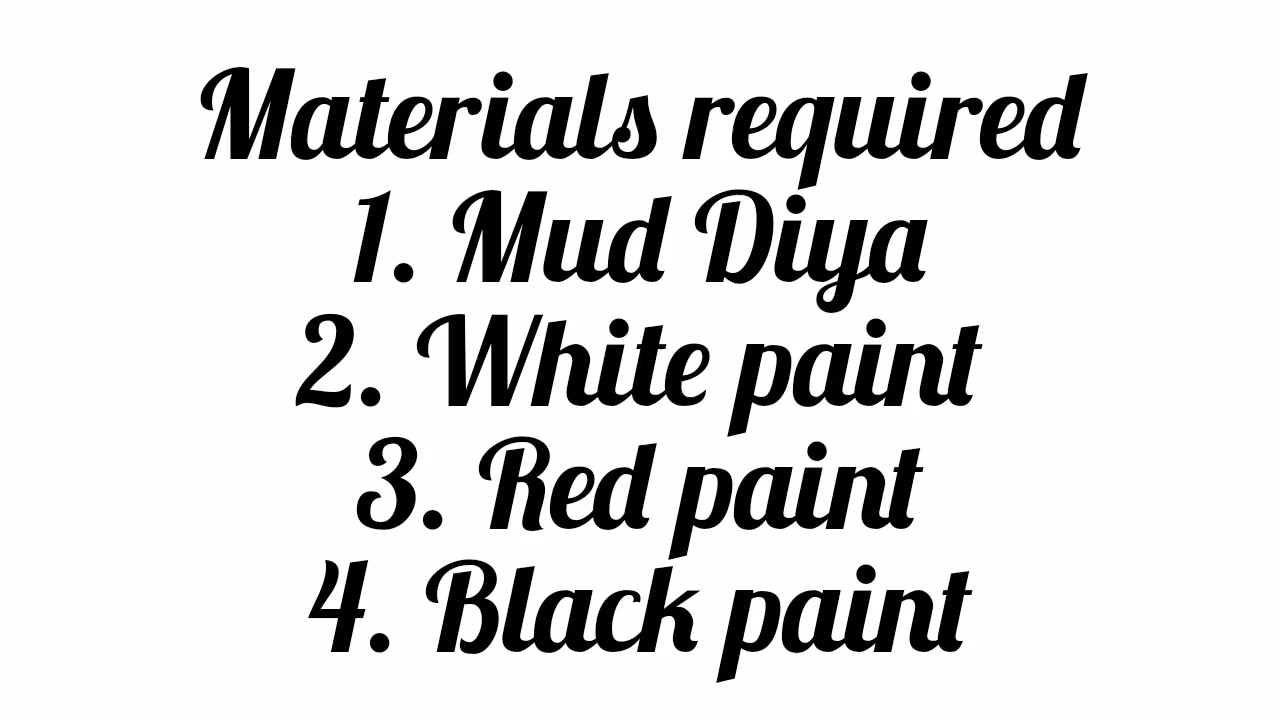 Materials required
1. Mud Diya
2. White paint
3. Red paint
4. Black paint